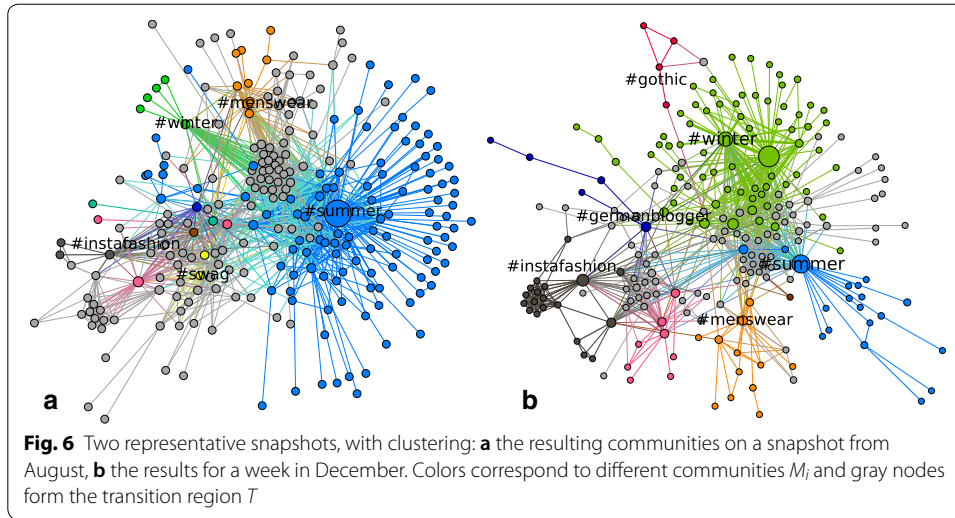 #menswear
#winter
#summer
#instafashion
#swag
a
#gothic
#winter
#germanblogger
#instafashion
#summer
#menswear
b
Fig. 6 Two representative snapshots, with clustering: a the resulting communities on a snapshot from
August, b the results for a week in December. Colors correspond to different communities Mi and gray nodes
form the transition region T